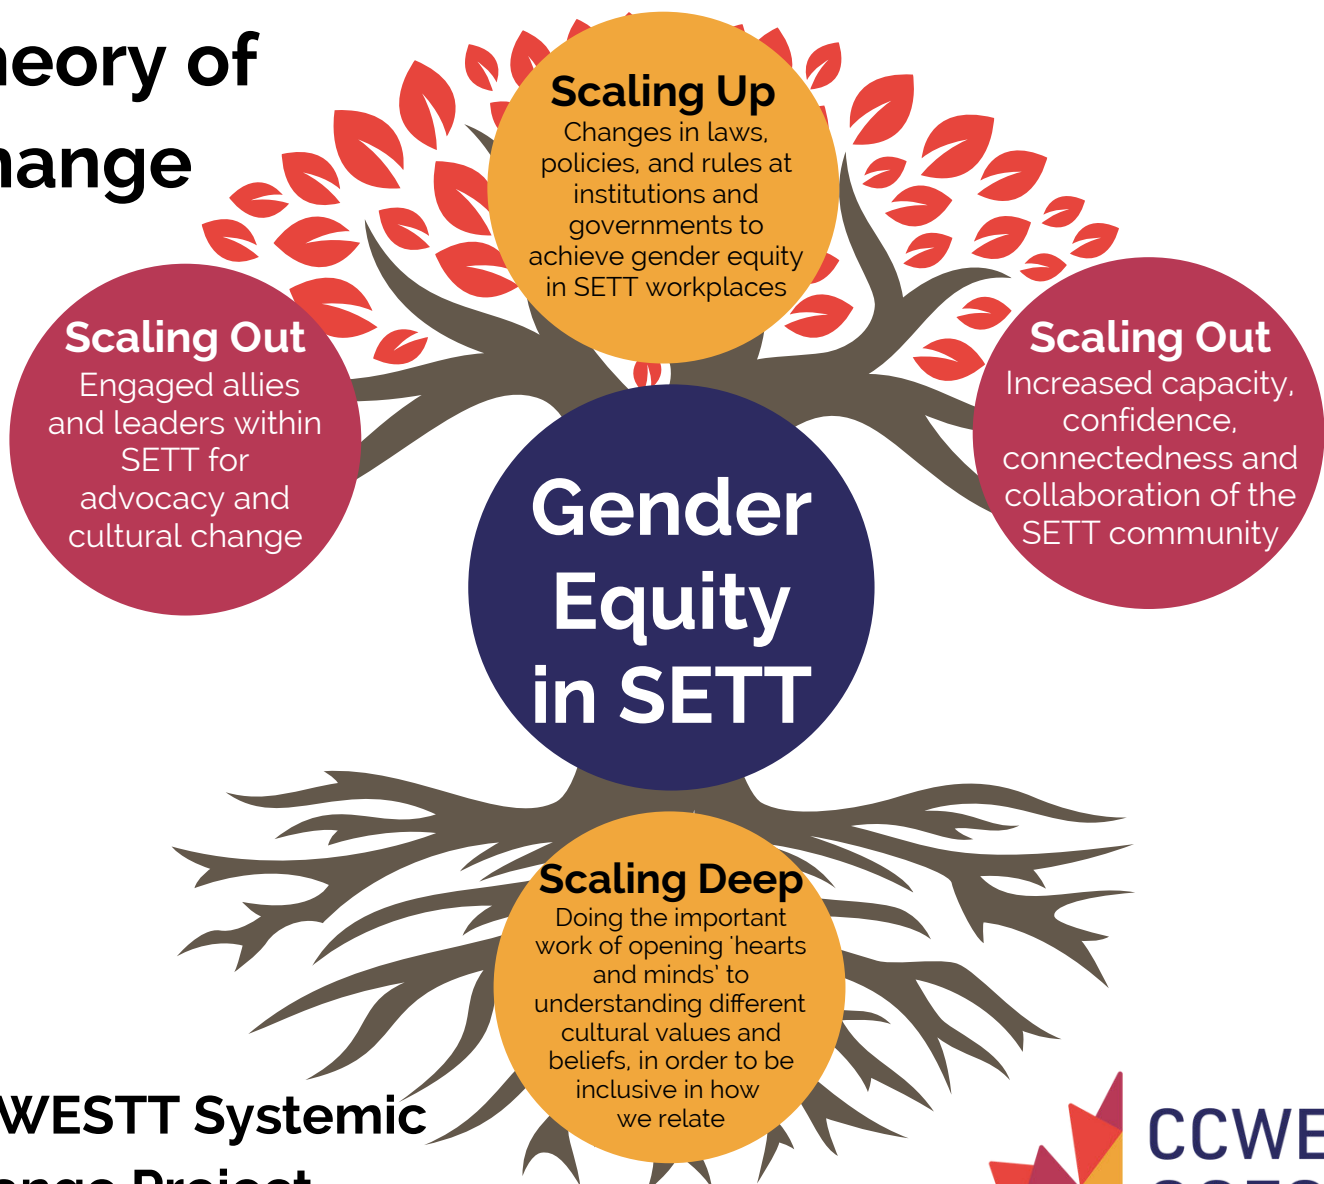 heory of
hange
Scaling Up
Changes in laws,
policies, and rules at
institutions and
governments to
achieve gender equity
in SETT workplaces
Scaling Out
Engaged allies
and leaders within
SETT for
advocacy and
cultural change
Scaling Out
Increased capacity,
confidence,
connectedness and
collaboration of the
SETT community
Gender
Equity
in SETT
Scaling Deep
Doing the important
work of opening 'hearts
and minds' to
understanding different
cultural values and
beliefs, in order to be
inclusive in how
we relate
WESTT Systemic
ange Project
CCWE